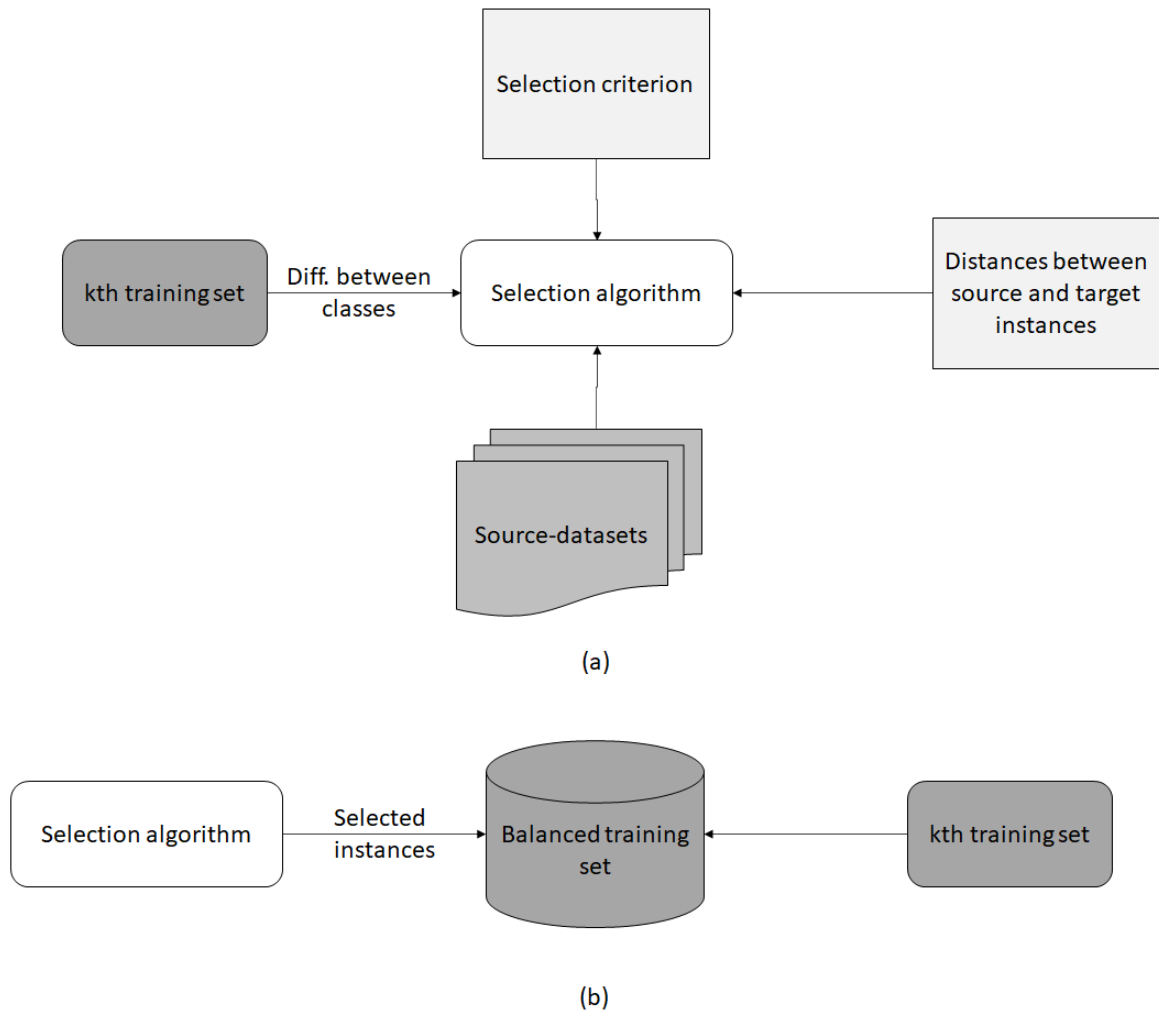 Selection criterion
kth training set
Diff. between
classes
Selection algorithm
Distances between
source and target
instances
Source-datasets
(a)
Selection algorithm
Selected
instances
Balanced training
set
kth training set
(b)